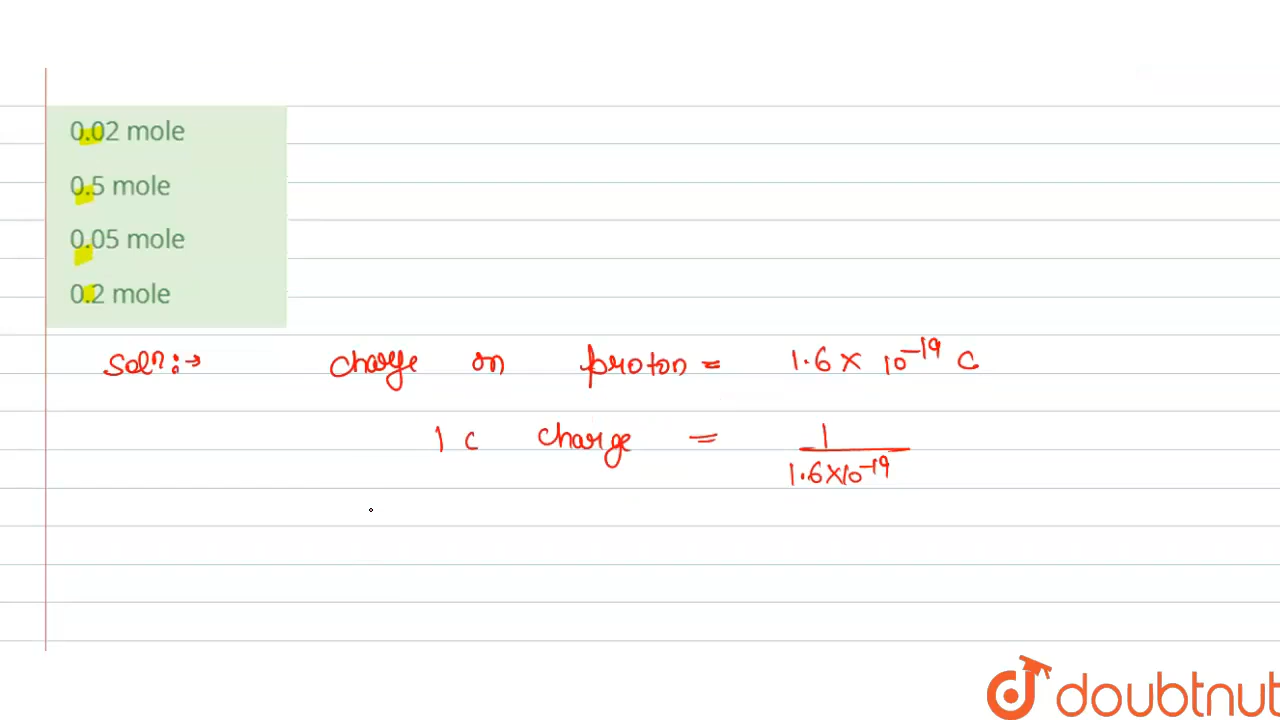 0.02 mole
0.5 mole
0.05 mole
0.2 mole
Soln:→ Charge on proton = 1.6 × 10⁻¹⁹ C
1 C Charge = 1 / 1.6×10⁻¹⁹
doubtnut